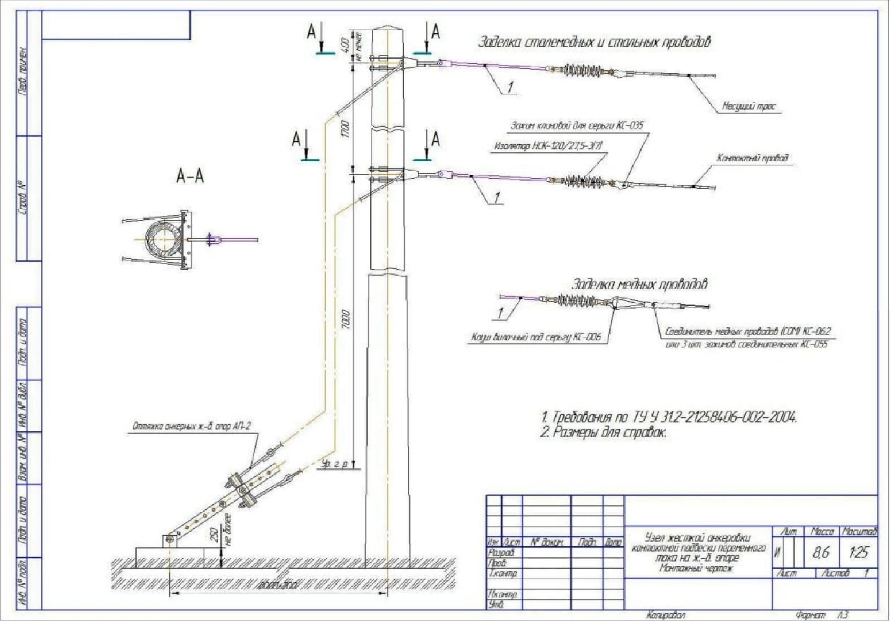 Перв. примен.
Справ. №
Подп. и дата
Инв. № дубл.
Взам. инв. №
Подп. и дата
Инв. № подл.
А
А
400
не менее
Заделка сталемедных и стальных проводов
1
Несущий трос
1700
Зажим клиновой для серьги КС-035
Изолятор НСК-120/27,5-3(7)
Контактный провод
А
А
А-А
1
7000
Заделка медных проводов
1
Коуш вилочный под серьгу КС-006
Соединитель медных проводов (СОМ) КС-062
или 3 шт. зажимов соединительных КС-055
1. Требования по ТУ У 31.2-21258406-002-2004.
2. Размеры для справок.
Оттяжка анкерных ж-б. опор АП-2
Ур. г. р.
250
не более
Изм Лист № докум. Подп. Дата
Разраб.
Пров.
Т.контр.
Н.контр.
Утв.
Узел жесткой анкеровки
контактной подвески переменного
тока на ж-б. опоре
Монтажный чертеж
Лит. Масса Масштаб
И 8,6 1:25
Лист Листов 1
Копировал Формат А3